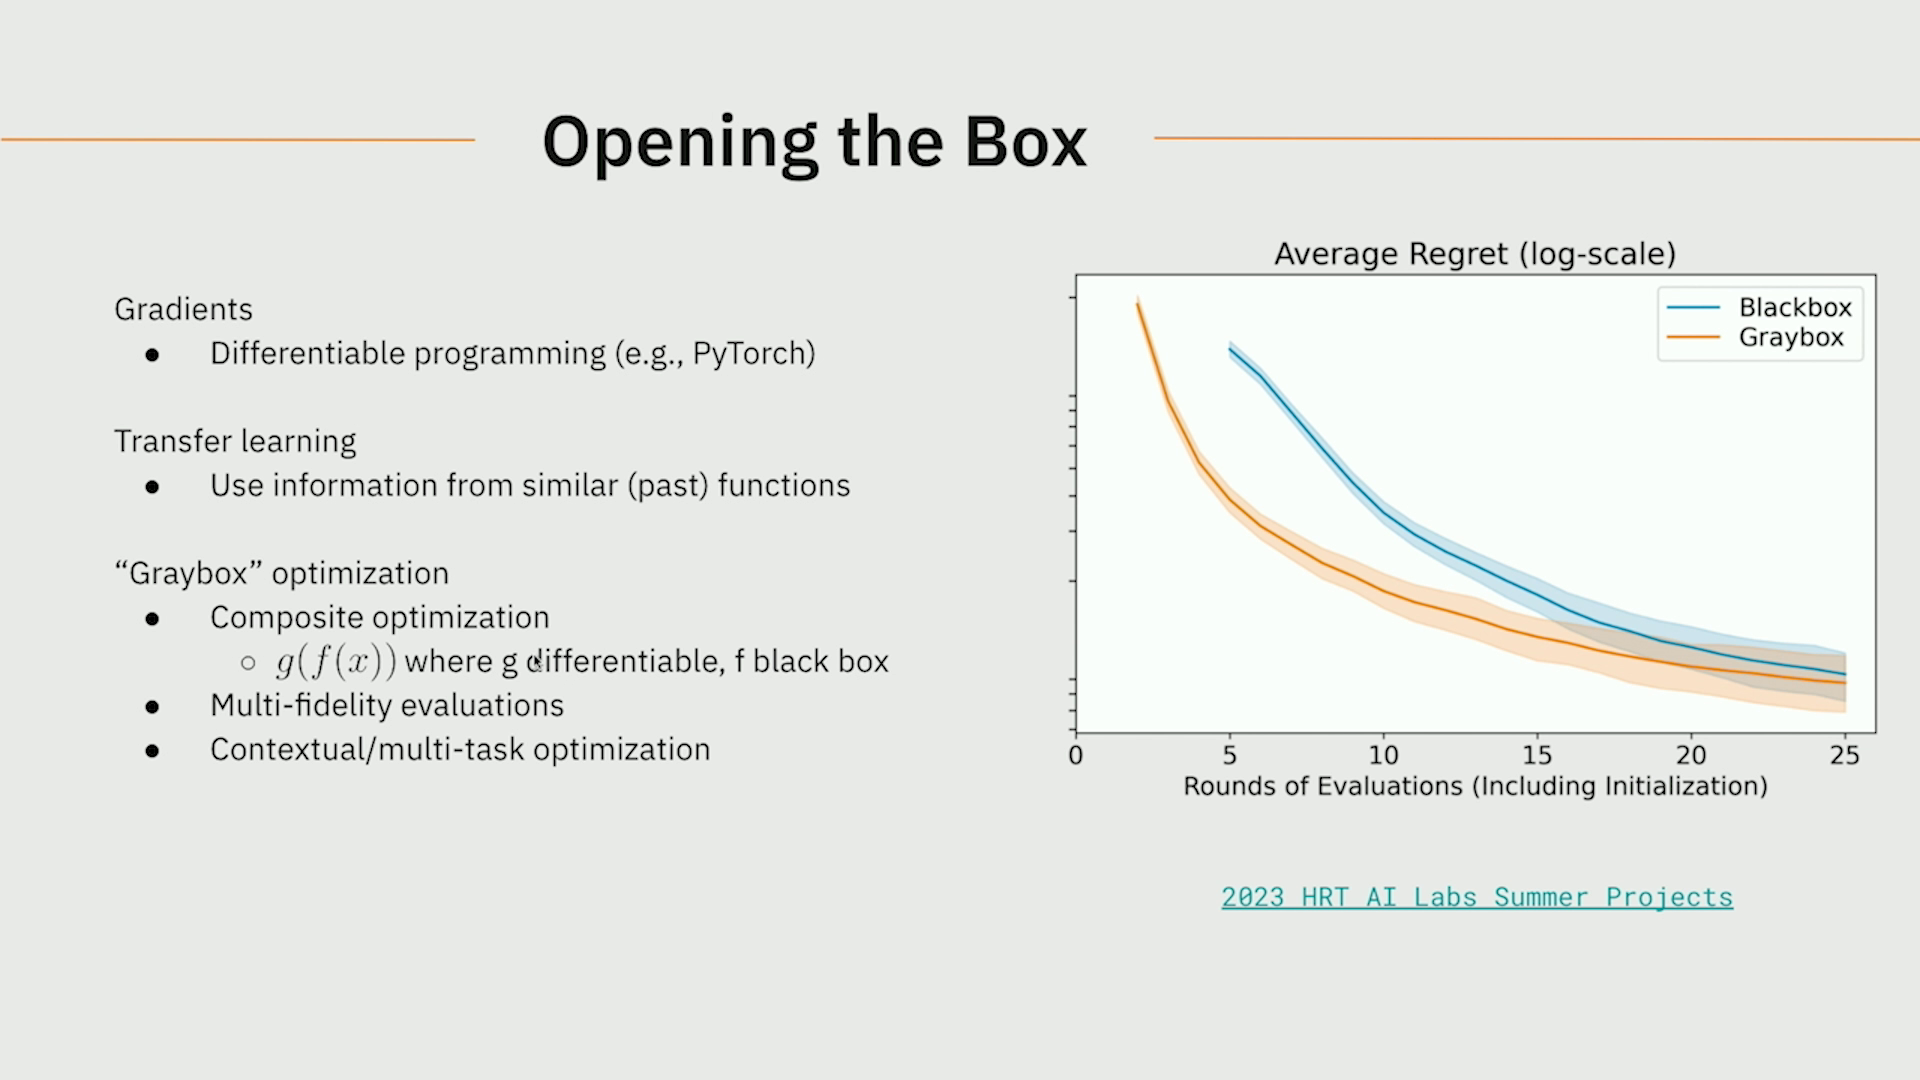 Opening the Box
Gradients
● Differentiable programming (e.g., PyTorch)
Transfer learning
● Use information from similar (past) functions
“Graybox” optimization
● Composite optimization
○ g(f(x)) where g differentiable, f black box
● Multi-fidelity evaluations
● Contextual/multi-task optimization
Average Regret (log-scale)
Blackbox
Graybox
0 5 10 15 20 25
Rounds of Evaluations (Including Initialization)
2023 HRT AI Labs Summer Projects